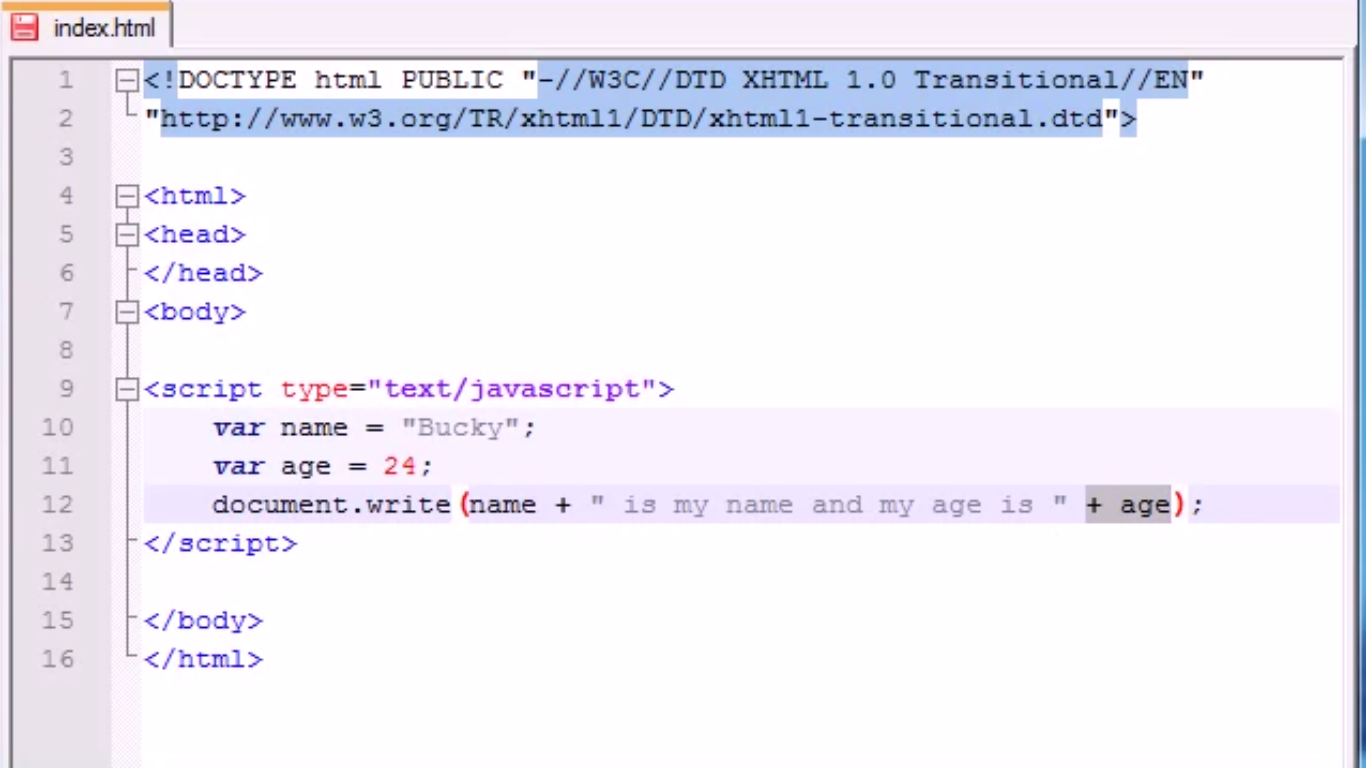 index.html
1 <!DOCTYPE html PUBLIC "-//W3C//DTD XHTML 1.0 Transitional//EN"
2 "http://www.w3.org/TR/xhtml1/DTD/xhtml1-transitional.dtd">
3
4 <html>
5 <head>
6 </head>
7 <body>
8
9 <script type="text/javascript">
10     var name = "Bucky";
11     var age = 24;
12     document.write(name + " is my name and my age is " + age);
13 </script>
14
15 </body>
16 </html>